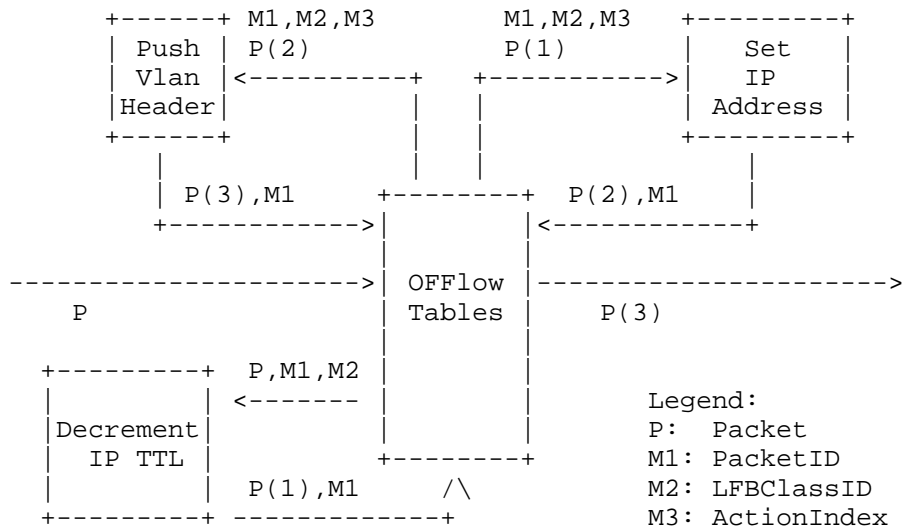 M1,M2,M3 M1,M2,M3
Push P(2) P(1) Set
Vlan IP
Header Address
P(3),M1 P(2),M1
OFFlow
P Tables P(3)
P,M1,M2
Legend:
Decrement P: Packet
IP TTL M1: PacketID
P(1),M1 M2: LFBClassID
M3: ActionIndex